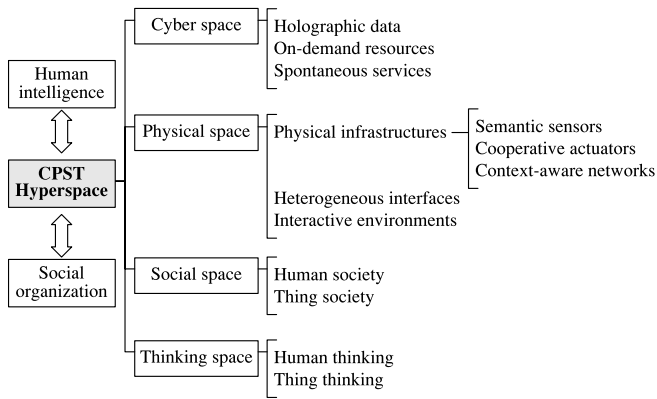 Human
intelligence
CPST
Hyperspace
Social
organization
Cyber space
Holographic data
On-demand resources
Spontaneous services
Physical space
Physical infrastructures
Semantic sensors
Cooperative actuators
Context-aware networks
Heterogeneous interfaces
Interactive environments
Social space
Human society
Thing society
Thinking space
Human thinking
Thing thinking